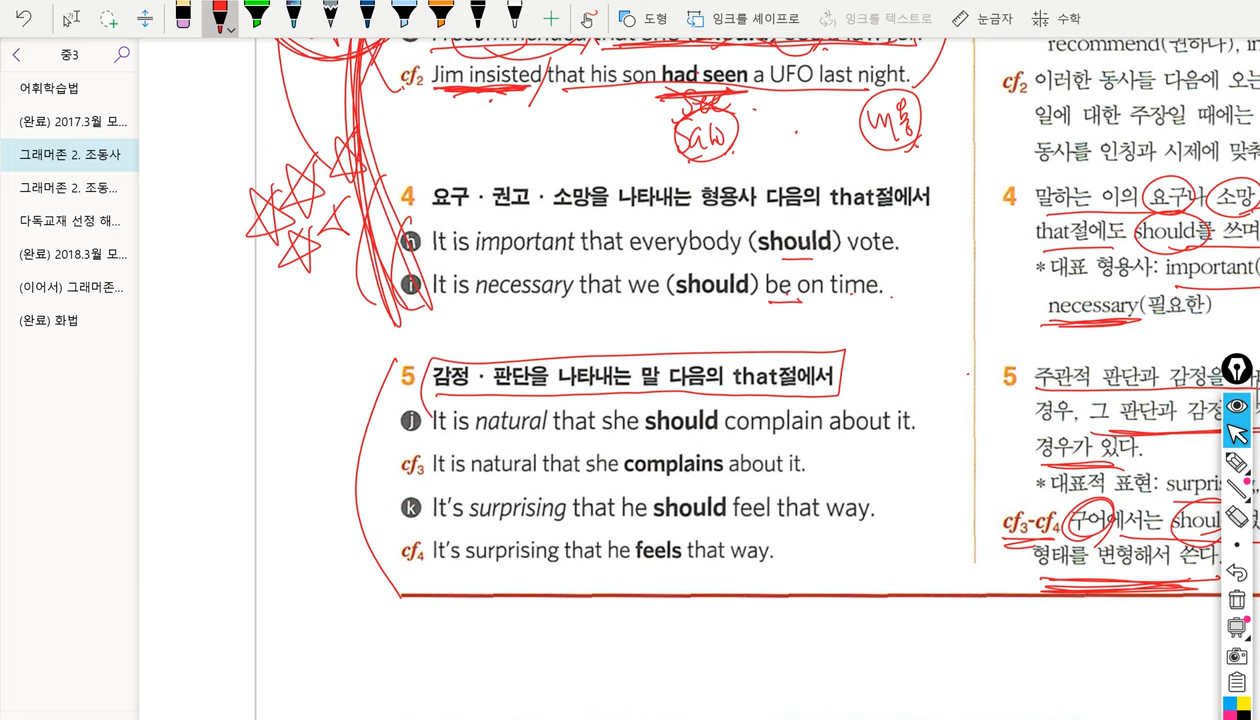 도형
잉크를 셰이프로
잉크를 텍스트로
눈금자
수학
중3
어휘학습법
(완료) 2017.3월 모...
그래머존 2. 조동사
그래머존 2. 조동...
다독교재 선정 해...
(완료) 2018.3월 모...
(이어서) 그래머존...
(완료) 화법
cf2 Jim insisted that his son had seen a UFO last night.
see
saw
내용
4 요구 · 권고 · 소망을 나타내는 형용사 다음의 that절에서
h It is important that everybody (should) vote.
i It is necessary that we (should) be on time.
5 감정 · 판단을 나타내는 말 다음의 that절에서
j It is natural that she should complain about it.
cf3 It is natural that she complains about it.
k It's surprising that he should feel that way.
cf4 It's surprising that he feels that way.
recommend(권하다), in
cf2 이러한 동사들 다음에 오는
일에 대한 주장일 때에는
동사를 인칭과 시제에 맞추
4 말하는 이의 요구나 소망
that절에도 should를 쓰며
*대표 형용사: important(
necessary(필요한)
5 주관적 판단과 감정을
경우, 그 판단과 감정
경우가 있다.
*대표적 표현: surpris
cf3-cf4 구어에서는 shoul
형태를 변형해서 쓴다.